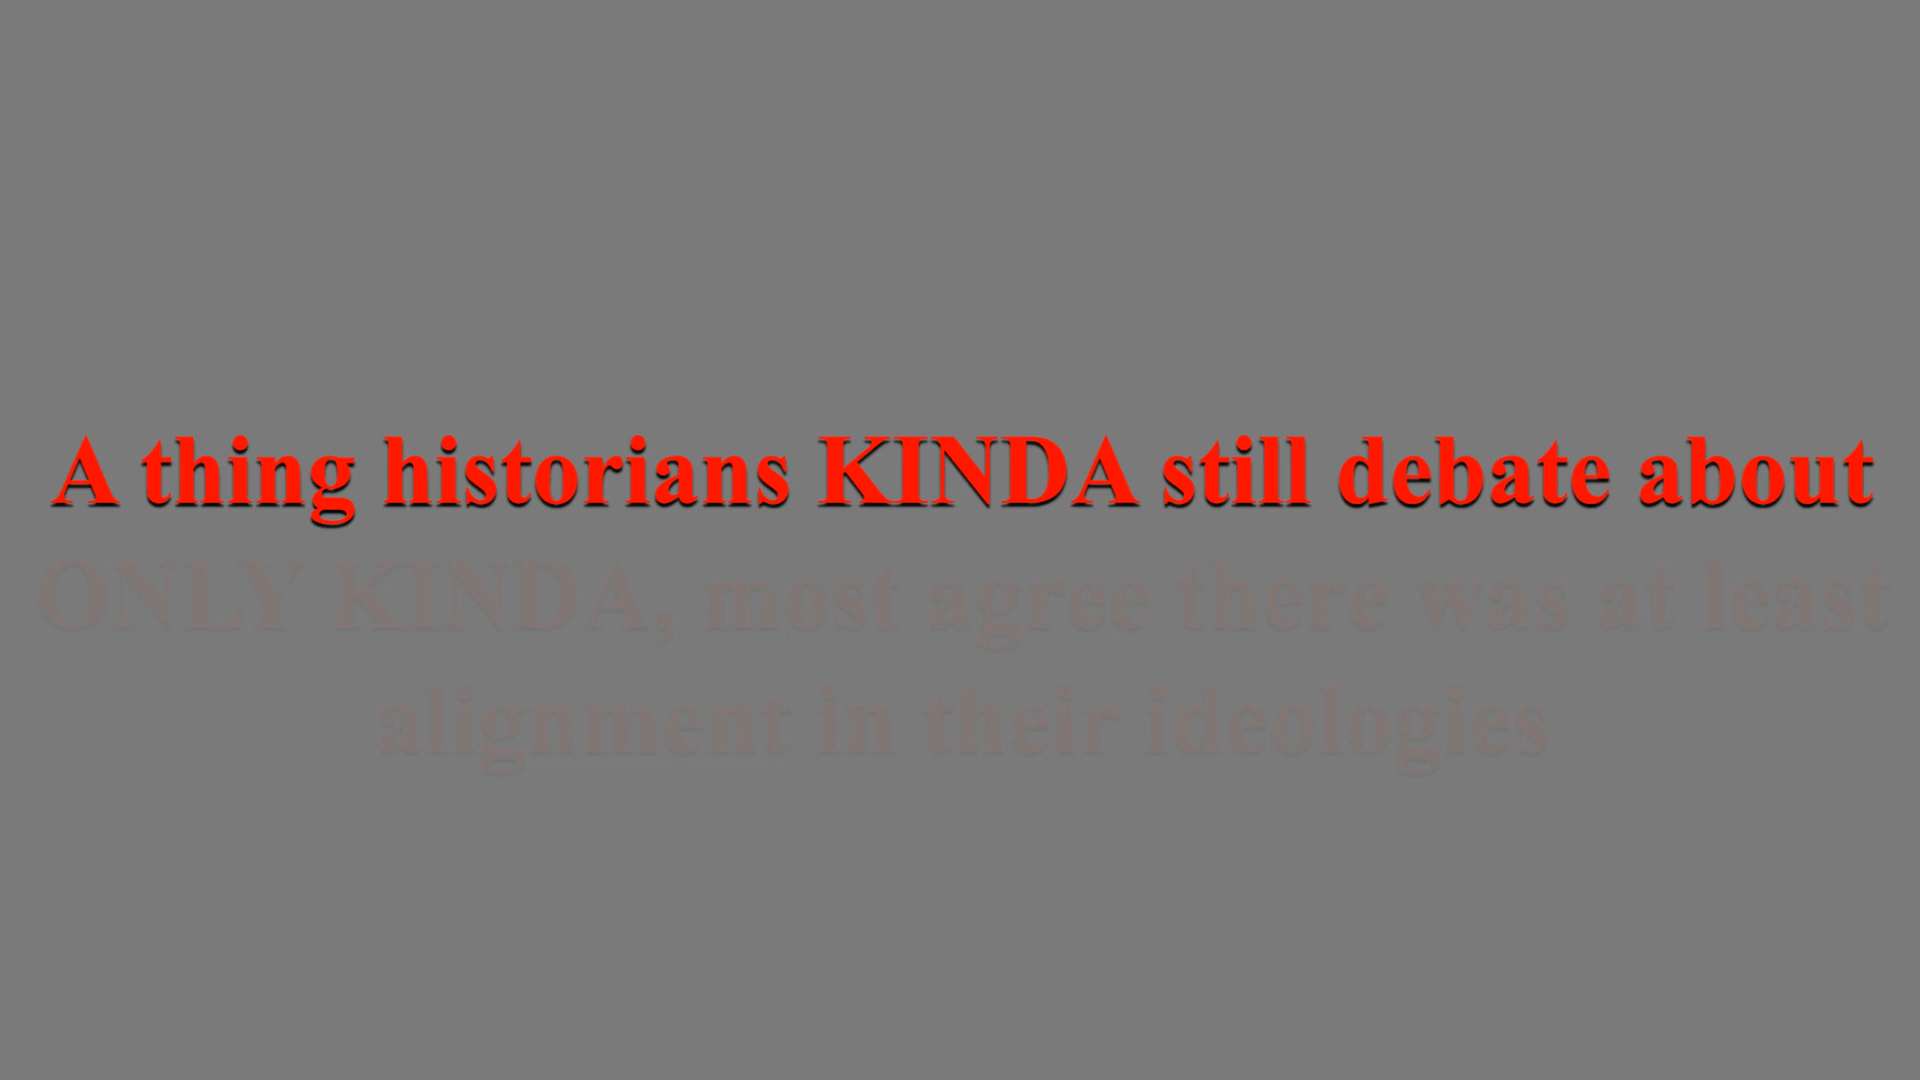 A thing historians KINDA still debate about
ONLY KINDA, most agree there was at least
alignment in their ideologies